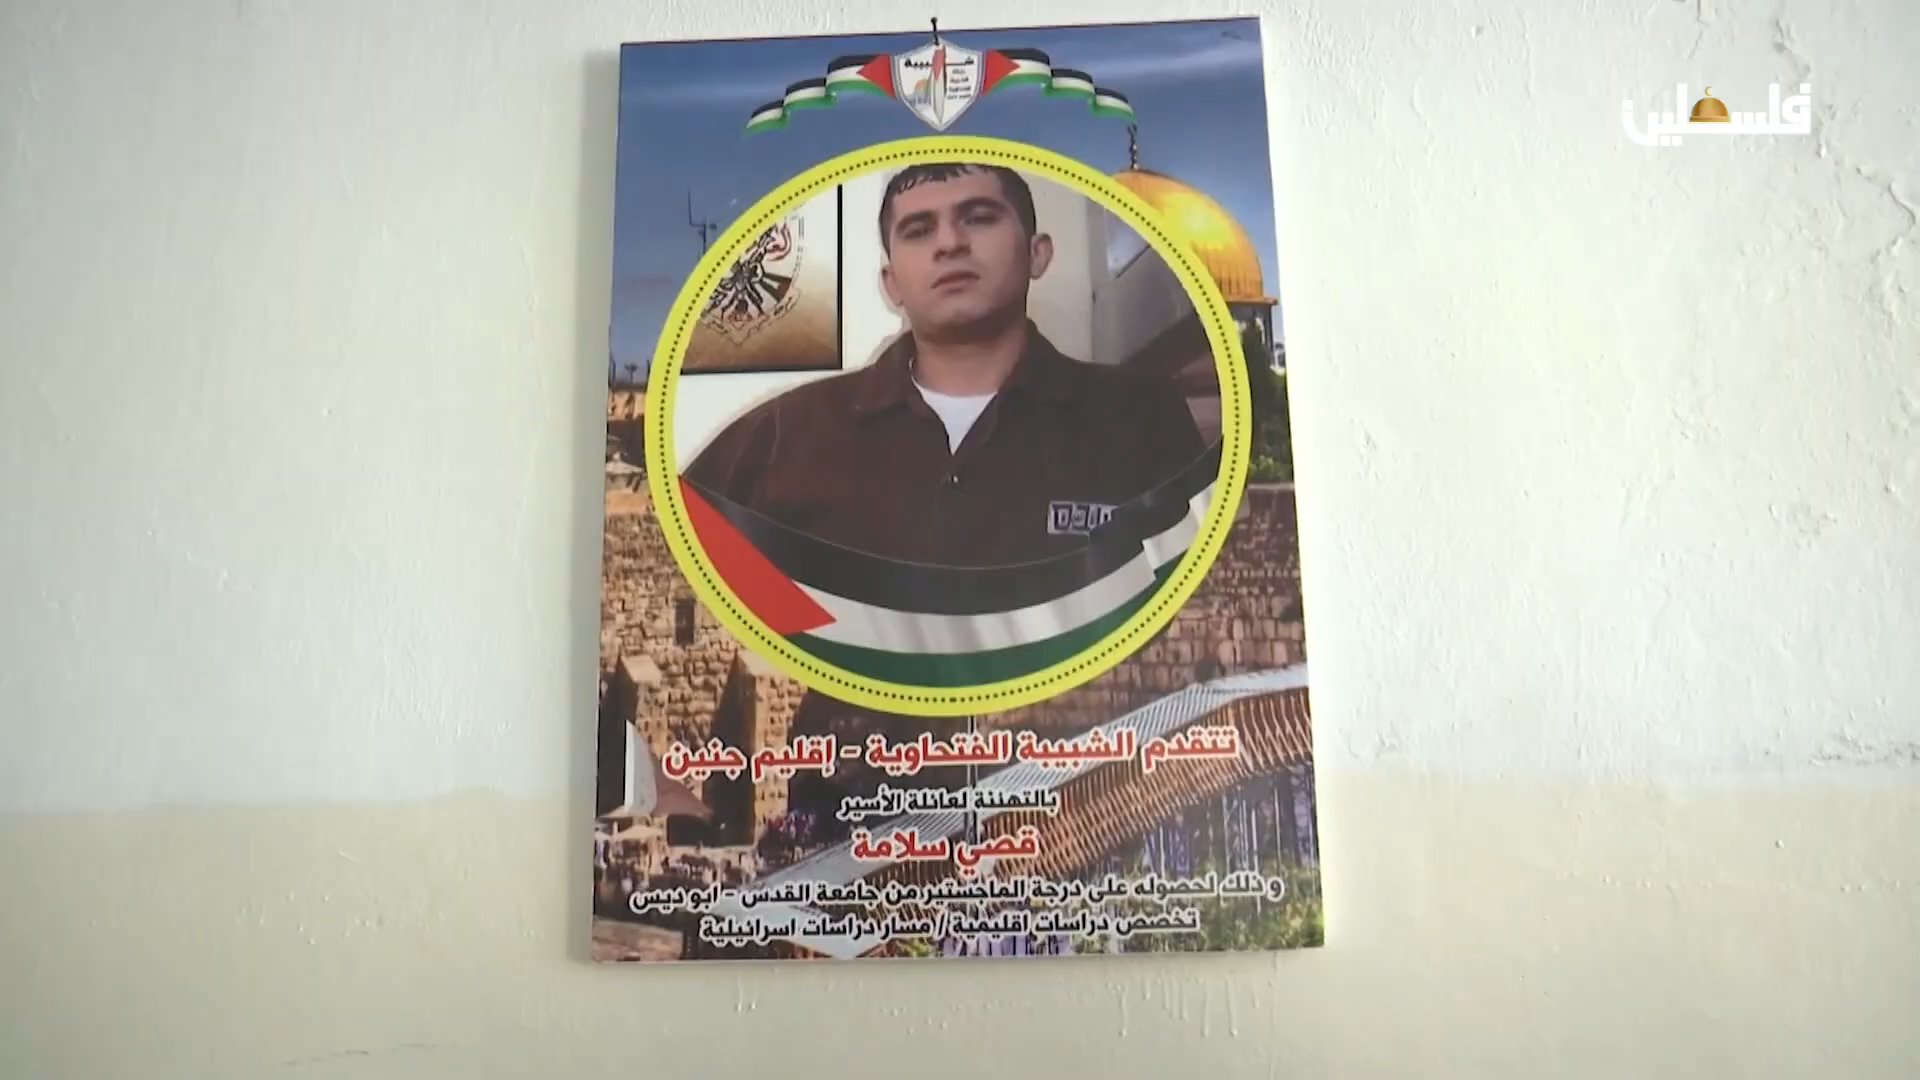 فلسطين
شبيبة
تتقدم الشبيبة الفتحاوية - إقليم جنين
بالتهنئة لعائلة الأسير
قصي سلامة
وذلك لحصوله على درجة الماجستير من جامعة القدس - ابو ديس
تخصص دراسات اقليمية / مسار دراسات اسرائيلية